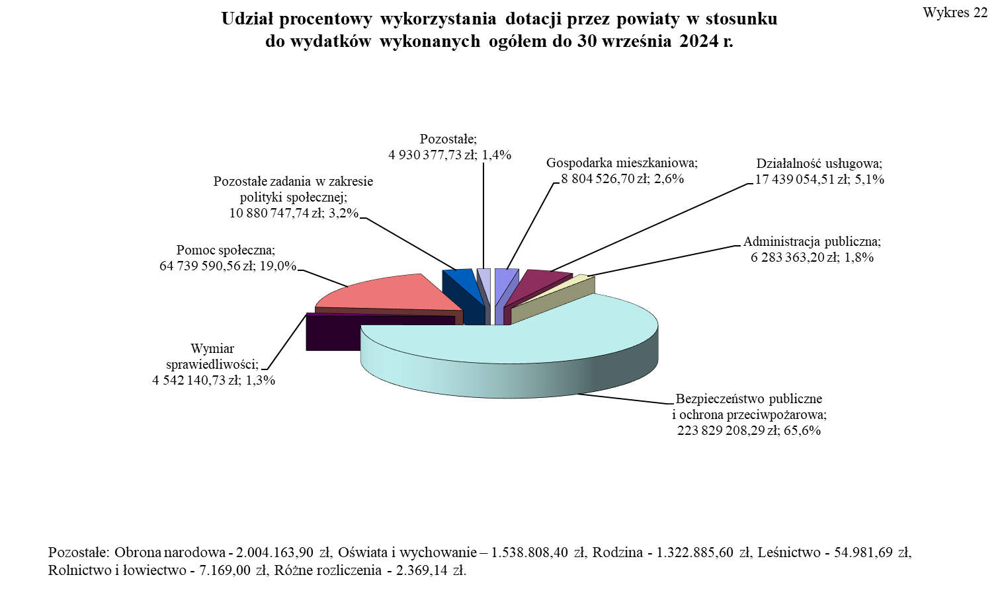 Wykres 22
Udział procentowy wykorzystania dotacji przez powiaty w stosunku
do wydatków wykonanych ogółem do 30 września 2024 r.
Pozostałe;
4 930 377,73 zł; 1,4%
Gospodarka mieszkaniowa;
8 804 526,70 zł; 2,6%
Działalność usługowa;
17 439 054,51 zł; 5,1%
Pozostałe zadania w zakresie
polityki społecznej;
10 880 747,74 zł; 3,2%
Administracja publiczna;
6 283 363,20 zł; 1,8%
Pomoc społeczna;
64 739 590,56 zł; 19,0%
Wymiar
sprawiedliwości;
4 542 140,73 zł; 1,3%
Bezpieczeństwo publiczne
i ochrona przeciwpożarowa;
223 829 208,29 zł; 65,6%
Pozostałe: Obrona narodowa - 2.004.163,90 zł, Oświata i wychowanie – 1.538.808,40 zł, Rodzina - 1.322.885,60 zł, Leśnictwo - 54.981,69 zł,
Rolnictwo i łowiectwo - 7.169,00 zł, Różne rozliczenia - 2.369,14 zł.